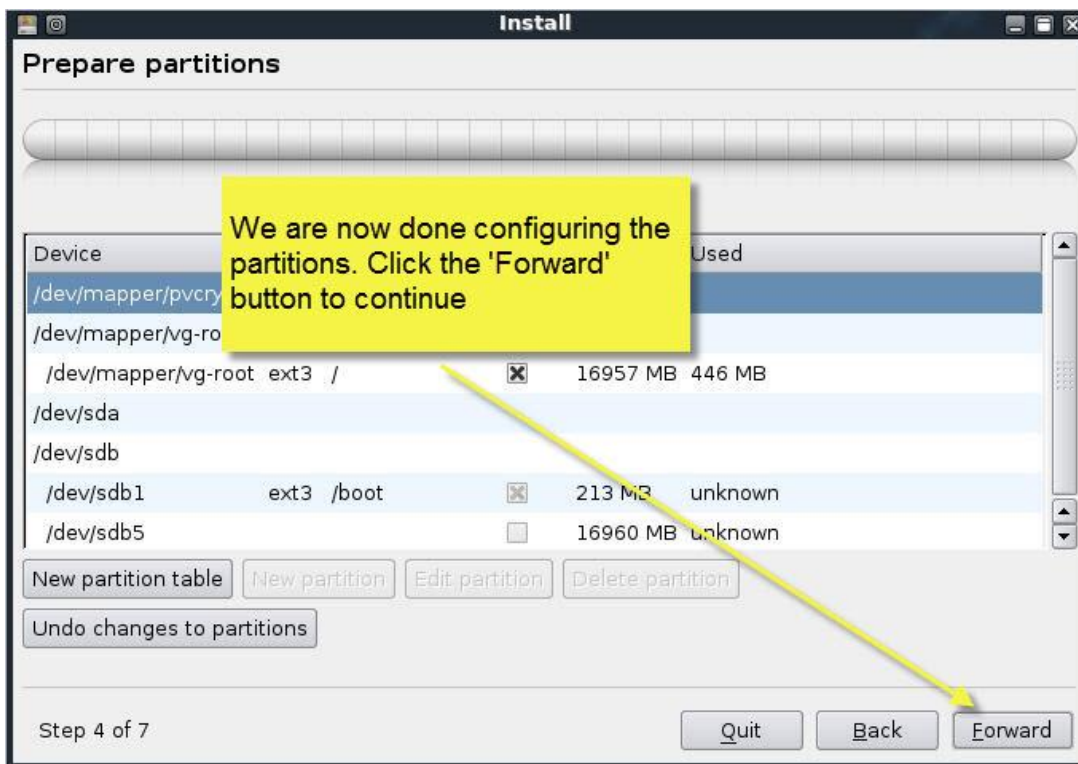 Install
Prepare partitions
We are now done configuring the
partitions. Click the 'Forward'
button to continue
Device Used
/dev/mapper/pvcry
/dev/mapper/vg-ro
/dev/mapper/vg-root ext3 / 16957 MB 446 MB
/dev/sda
/dev/sdb
/dev/sdb1 ext3 /boot 213 MB unknown
/dev/sdb5 16960 MB unknown
New partition table New partition Edit partition Delete partition
Undo changes to partitions
Step 4 of 7 Quit Back Forward